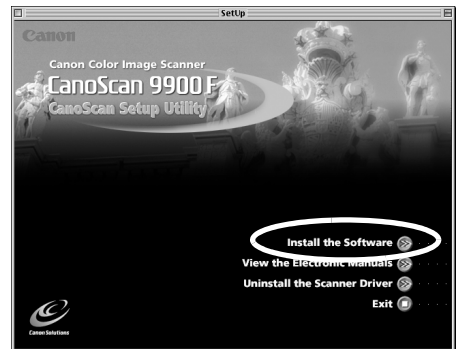 SetUp
Canon
Canon Color Image Scanner
CanoScan 9900 F
CanoScan Setup Utility
Install the Software
View the Electronic Manuals
Uninstall the Scanner Driver
Exit
Canon Solutions